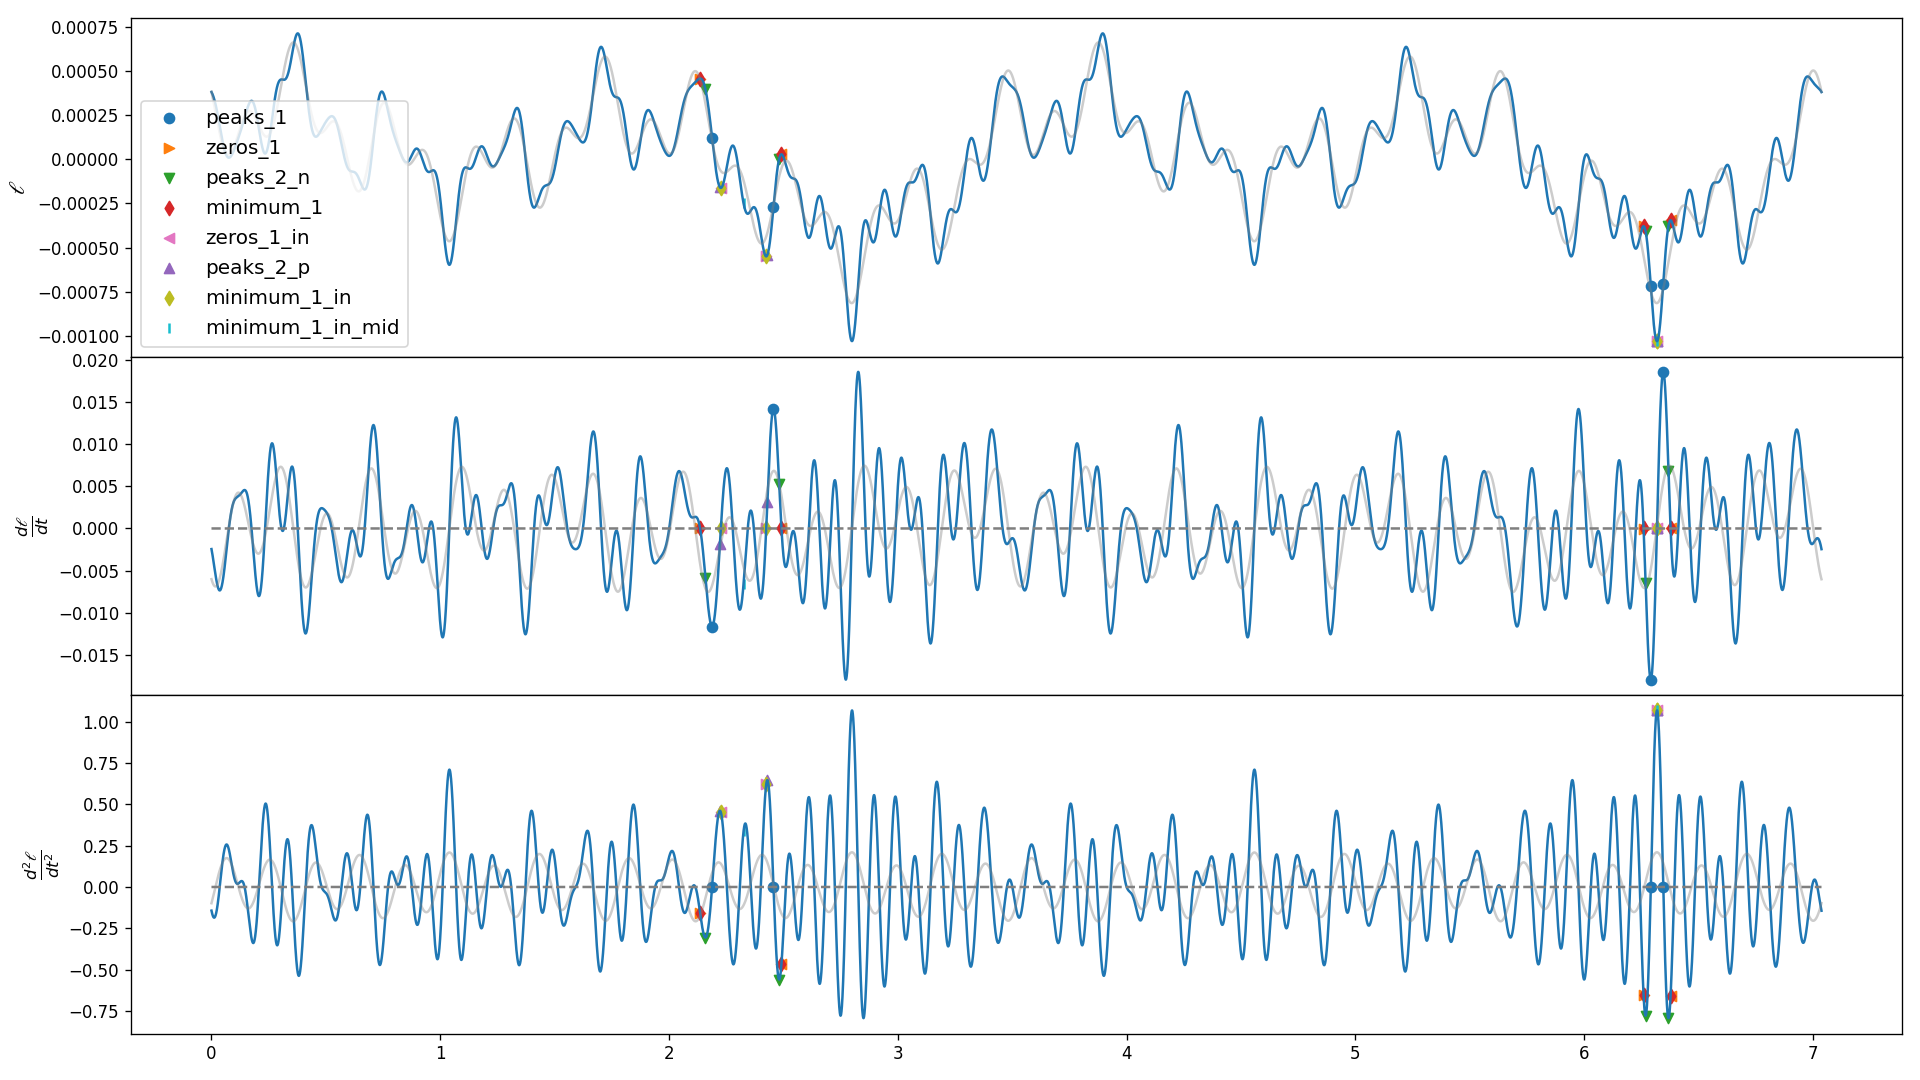 0.00075
0.00050
0.00025
0.00000
−0.00025
−0.00050
−0.00075
−0.00100
ℓ
peaks_1
zeros_1
peaks_2_n
minimum_1
zeros_1_in
peaks_2_p
minimum_1_in
minimum_1_in_mid
0.020
0.015
0.010
0.005
0.000
−0.005
−0.010
−0.015
dℓ
dt
1.00
0.75
0.50
0.25
0.00
−0.25
−0.50
−0.75
d²ℓ
dt²
0 1 2 3 4 5 6 7